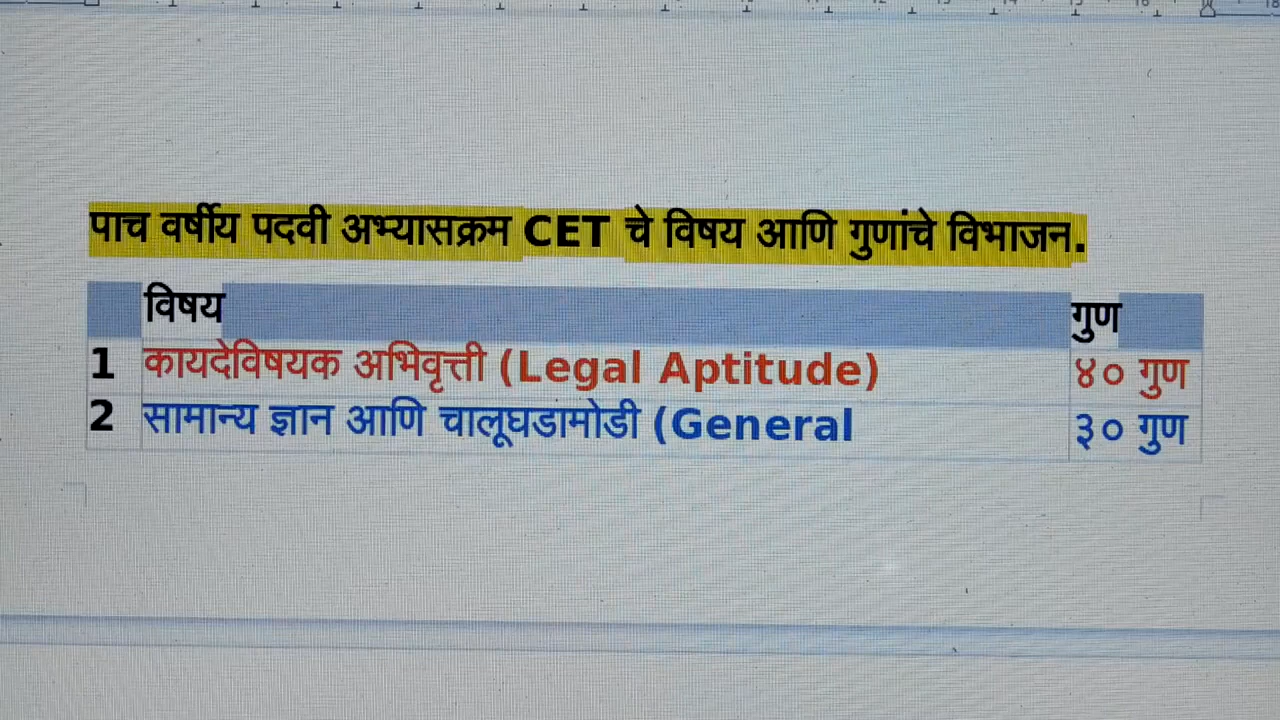 पाच वर्षीय पदवी अभ्यासक्रम CET चे विषय आणि गुणांचे विभाजन.
विषय गुण
1 कायदेविषयक अभिवृत्ती (Legal Aptitude) ४० गुण
2 सामान्य ज्ञान आणि चालूघडामोडी (General ३० गुण